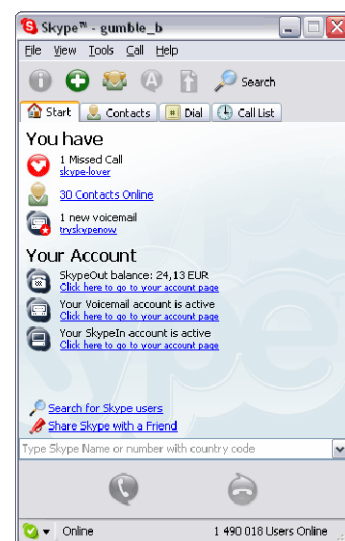 Skype™ - gumble_b
File View Tools Call Help
Search
Start Contacts Dial Call List
You have
1 Missed Call
skype-lover
30 Contacts Online
1 new voicemail
tryskypenow
Your Account
SkypeOut balance: 24,13 EUR
Click here to go to your account page
Your Voicemail account is active
Click here to go to your account page
Your SkypeIn account is active
Click here to go to your account page
Search for Skype users
Share Skype with a Friend
Type Skype Name or number with country code
Online 1 490 018 Users Online